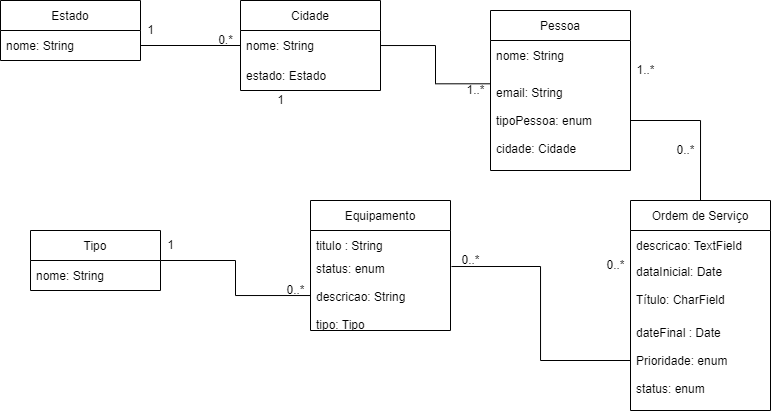 Estado
nome: String
1
0..*
Cidade
nome: String
estado: Estado
1
1..*
Pessoa
nome: String
email: String
tipoPessoa: enum
cidade: Cidade
1..*
0..*
Tipo
nome: String
1
0..*
Equipamento
titulo : String
status: enum
descricao: String
tipo: Tipo
0..*
0..*
Ordem de Serviço
descricao: TextField
dataInicial: Date
Título: CharField
dateFinal : Date
Prioridade: enum
status: enum